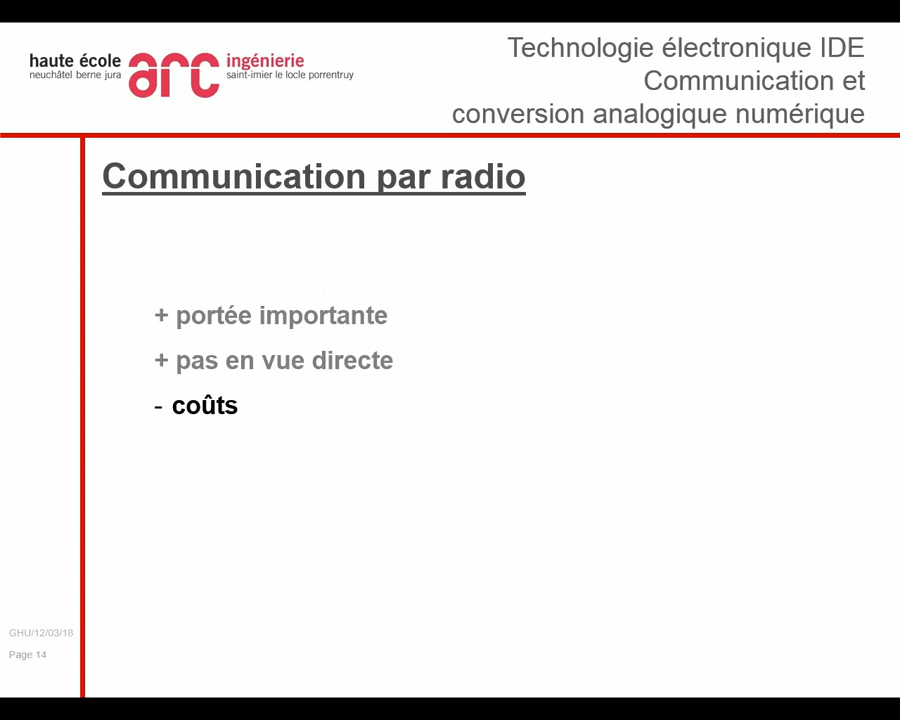 haute école
neuchâtel berne jura
arc
ingénierie
saint-imier le locle porrentruy
Technologie électronique IDE
Communication et
conversion analogique numérique
Communication par radio
+ portée importante
+ pas en vue directe
- coûts
GHU/12/03/18
Page 14